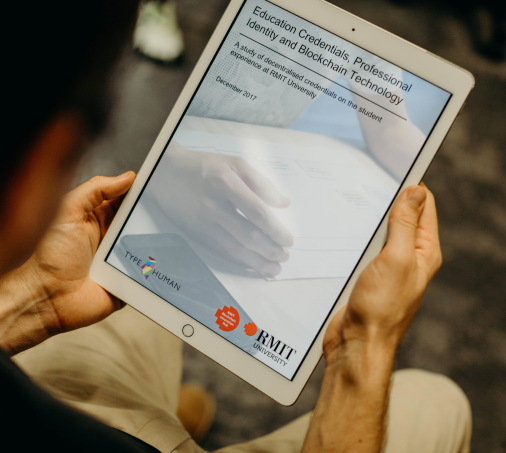 Education Credentials, Professional
Identity and Blockchain Technology
A study of decentralised credentials on the student
experience at RMIT University
December 2017
TYPE HUMAN
RMIT
UNIVERSITY